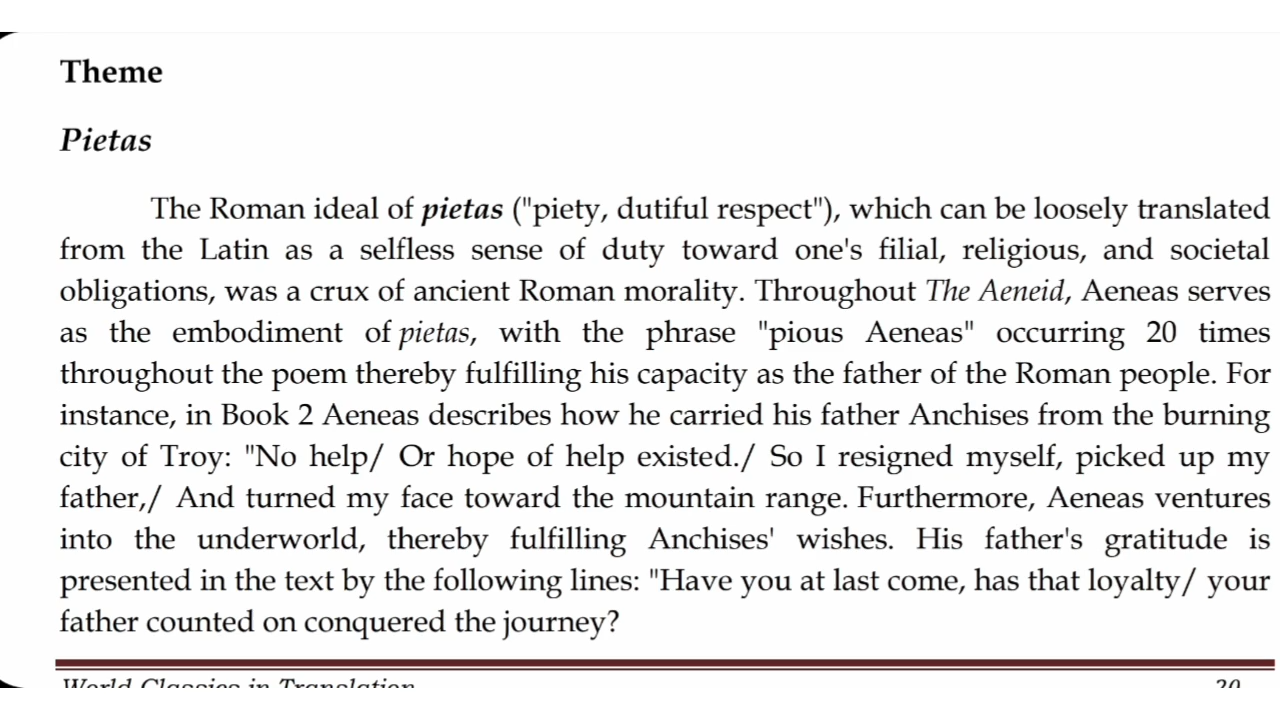 Theme
Pietas
The Roman ideal of pietas ("piety, dutiful respect"), which can be loosely translated
from the Latin as a selfless sense of duty toward one's filial, religious, and societal
obligations, was a crux of ancient Roman morality. Throughout The Aeneid, Aeneas serves
as the embodiment of pietas, with the phrase "pious Aeneas" occurring 20 times
throughout the poem thereby fulfilling his capacity as the father of the Roman people. For
instance, in Book 2 Aeneas describes how he carried his father Anchises from the burning
city of Troy: "No help/ Or hope of help existed./ So I resigned myself, picked up my
father,/ And turned my face toward the mountain range. Furthermore, Aeneas ventures
into the underworld, thereby fulfilling Anchises' wishes. His father's gratitude is
presented in the text by the following lines: "Have you at last come, has that loyalty/ your
father counted on conquered the journey?
World Classics in Translation